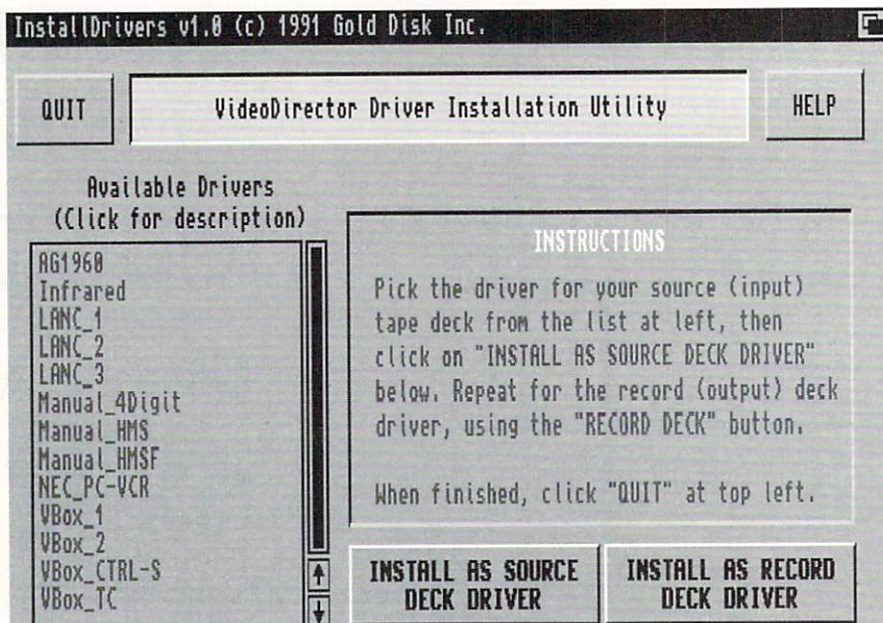 InstallDrivers v1.0 (c) 1991 Gold Disk Inc.
QUIT
VideoDirector Driver Installation Utility
HELP
Available Drivers
(Click for description)
AG1960
Infrared
LANC_1
LANC_2
LANC_3
Manual_4Digit
Manual_HMS
Manual_HMSF
NEC_PC-VCR
VBox_1
VBox_2
VBox_CTRL-S
VBox_TC
INSTRUCTIONS
Pick the driver for your source (input)
tape deck from the list at left, then
click on "INSTALL AS SOURCE DECK DRIVER"
below. Repeat for the record (output) deck
driver, using the "RECORD DECK" button.
When finished, click "QUIT" at top left.
INSTALL AS SOURCE
DECK DRIVER
INSTALL AS RECORD
DECK DRIVER